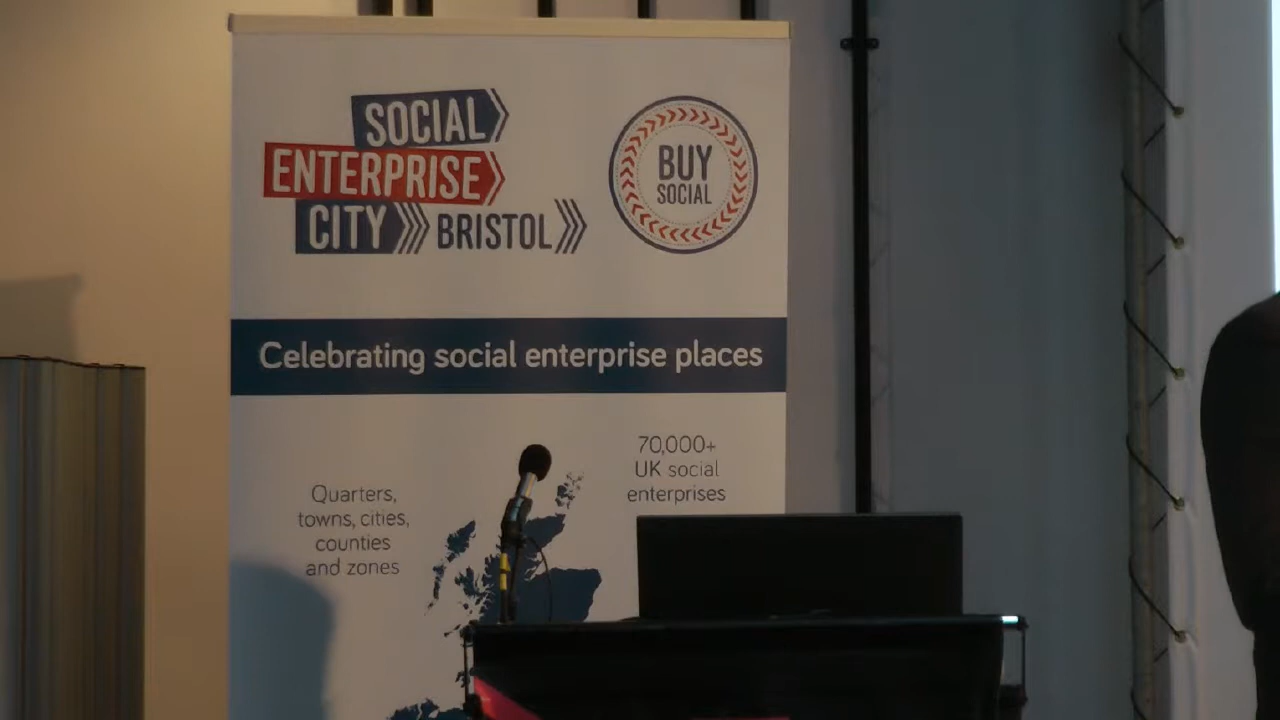 SOCIAL
ENTERPRISE
CITY BRISTOL
BUY
SOCIAL
Celebrating social enterprise places
Quarters,
towns, cities,
counties
and zones
70,000+
UK social
enterprises